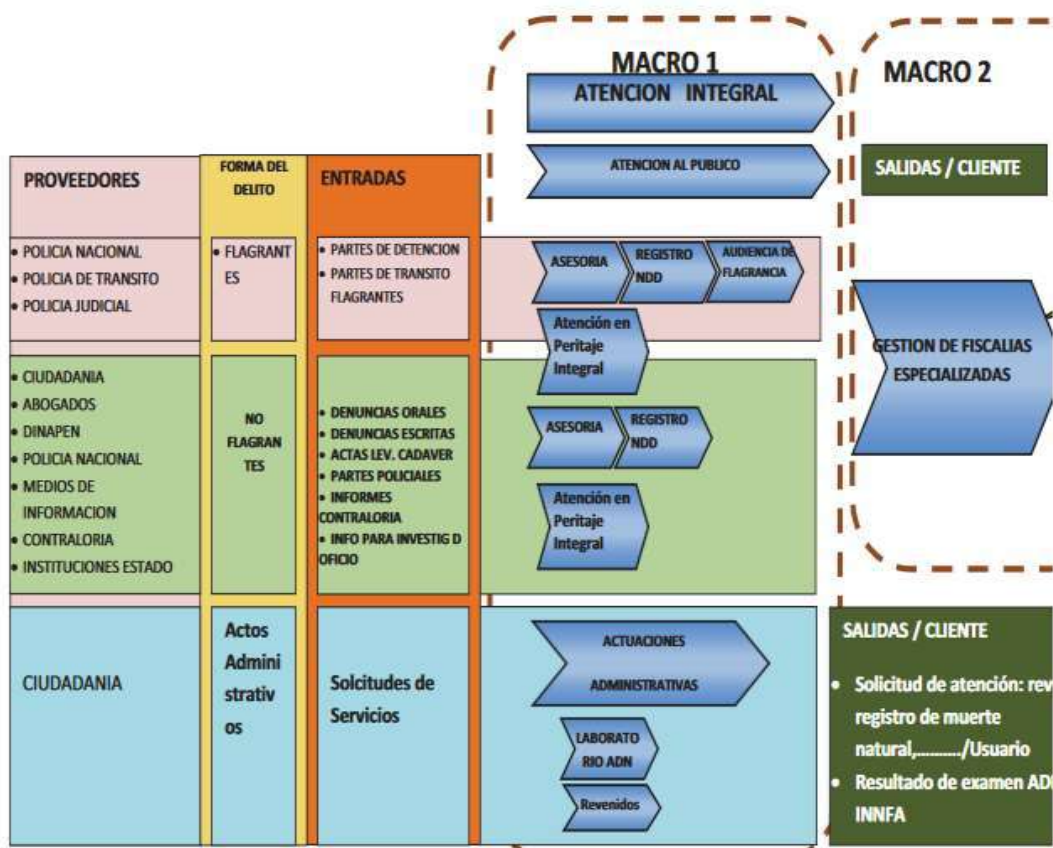 MACRO 1
ATENCION INTEGRAL
ATENCION AL PUBLICO
MACRO 2
PROVEEDORES
FORMA DEL
DELITO
ENTRADAS
SALIDAS / CLIENTE
• POLICIA NACIONAL
• POLICIA DE TRANSITO
• POLICIA JUDICIAL
• FLAGRANT
ES
• PARTES DE DETENCION
• PARTES DE TRANSITO
FLAGRANTES
ASESORIA
REGISTRO
NDD
AUDIENCIA DE
FLAGRANCIA
Atención en
Peritaje
Integral
GESTION DE FISCALIAS
ESPECIALIZADAS
• CIUDADANIA
• ABOGADOS
• DINAPEN
• POLICIA NACIONAL
• MEDIOS DE
INFORMACION
• CONTRALORIA
• INSTITUCIONES ESTADO
NO
FLAGRAN
TES
• DENUNCIAS ORALES
• DENUNCIAS ESCRITAS
• ACTAS LEV. CADAVER
• PARTES POLICIALES
• INFORMES
CONTRALORIA
• INFO PARA INVESTIG D
OFICIO
ASESORIA
REGISTRO
NDD
Atención en
Peritaje
Integral
CIUDADANIA
Actos
Admini
strativ
os
Solcitudes de
Servicios
ACTUACIONES
ADMINISTRATIVAS
LABORATO
RIO ADN
Revenidos
SALIDAS / CLIENTE
• Solicitud de atención: rev
registro de muerte
natural,........../Usuario
• Resultado de examen AD
INNFA